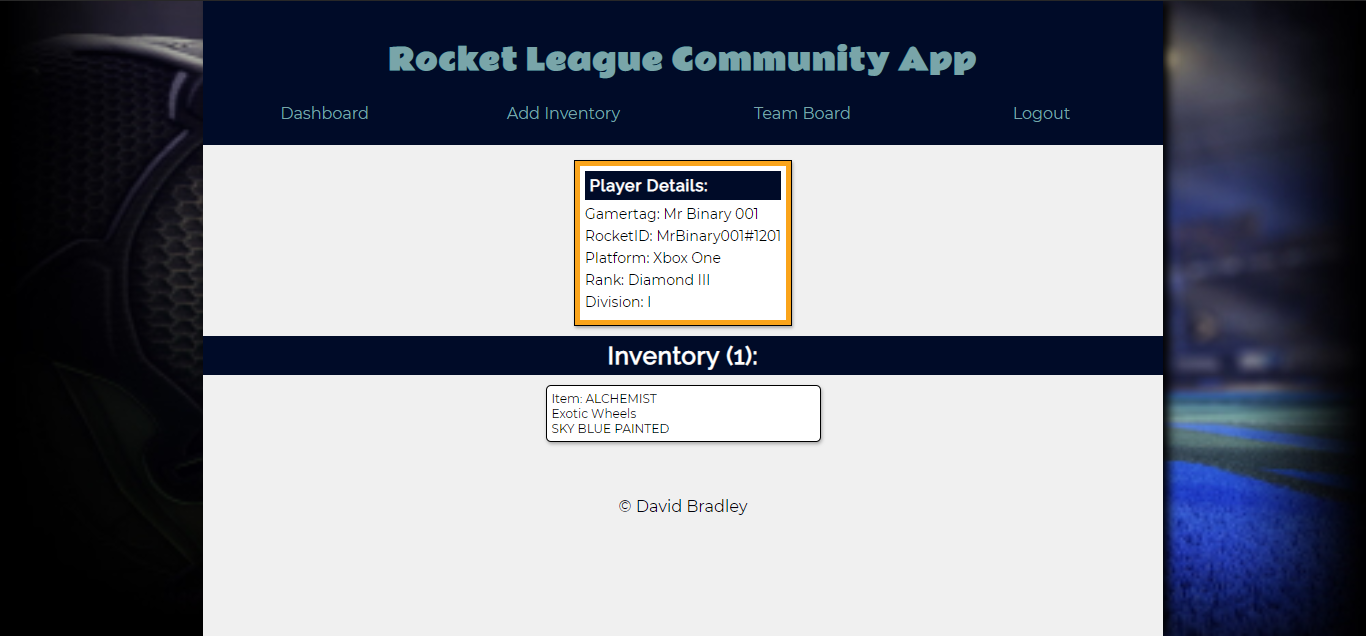 Rocket League Community App
Dashboard
Add Inventory
Team Board
Logout
Player Details:
Gamertag: Mr Binary 001
RocketID: MrBinary001#1201
Platform: Xbox One
Rank: Diamond III
Division: I
Inventory (1):
Item: ALCHEMIST
Exotic Wheels
SKY BLUE PAINTED
© David Bradley